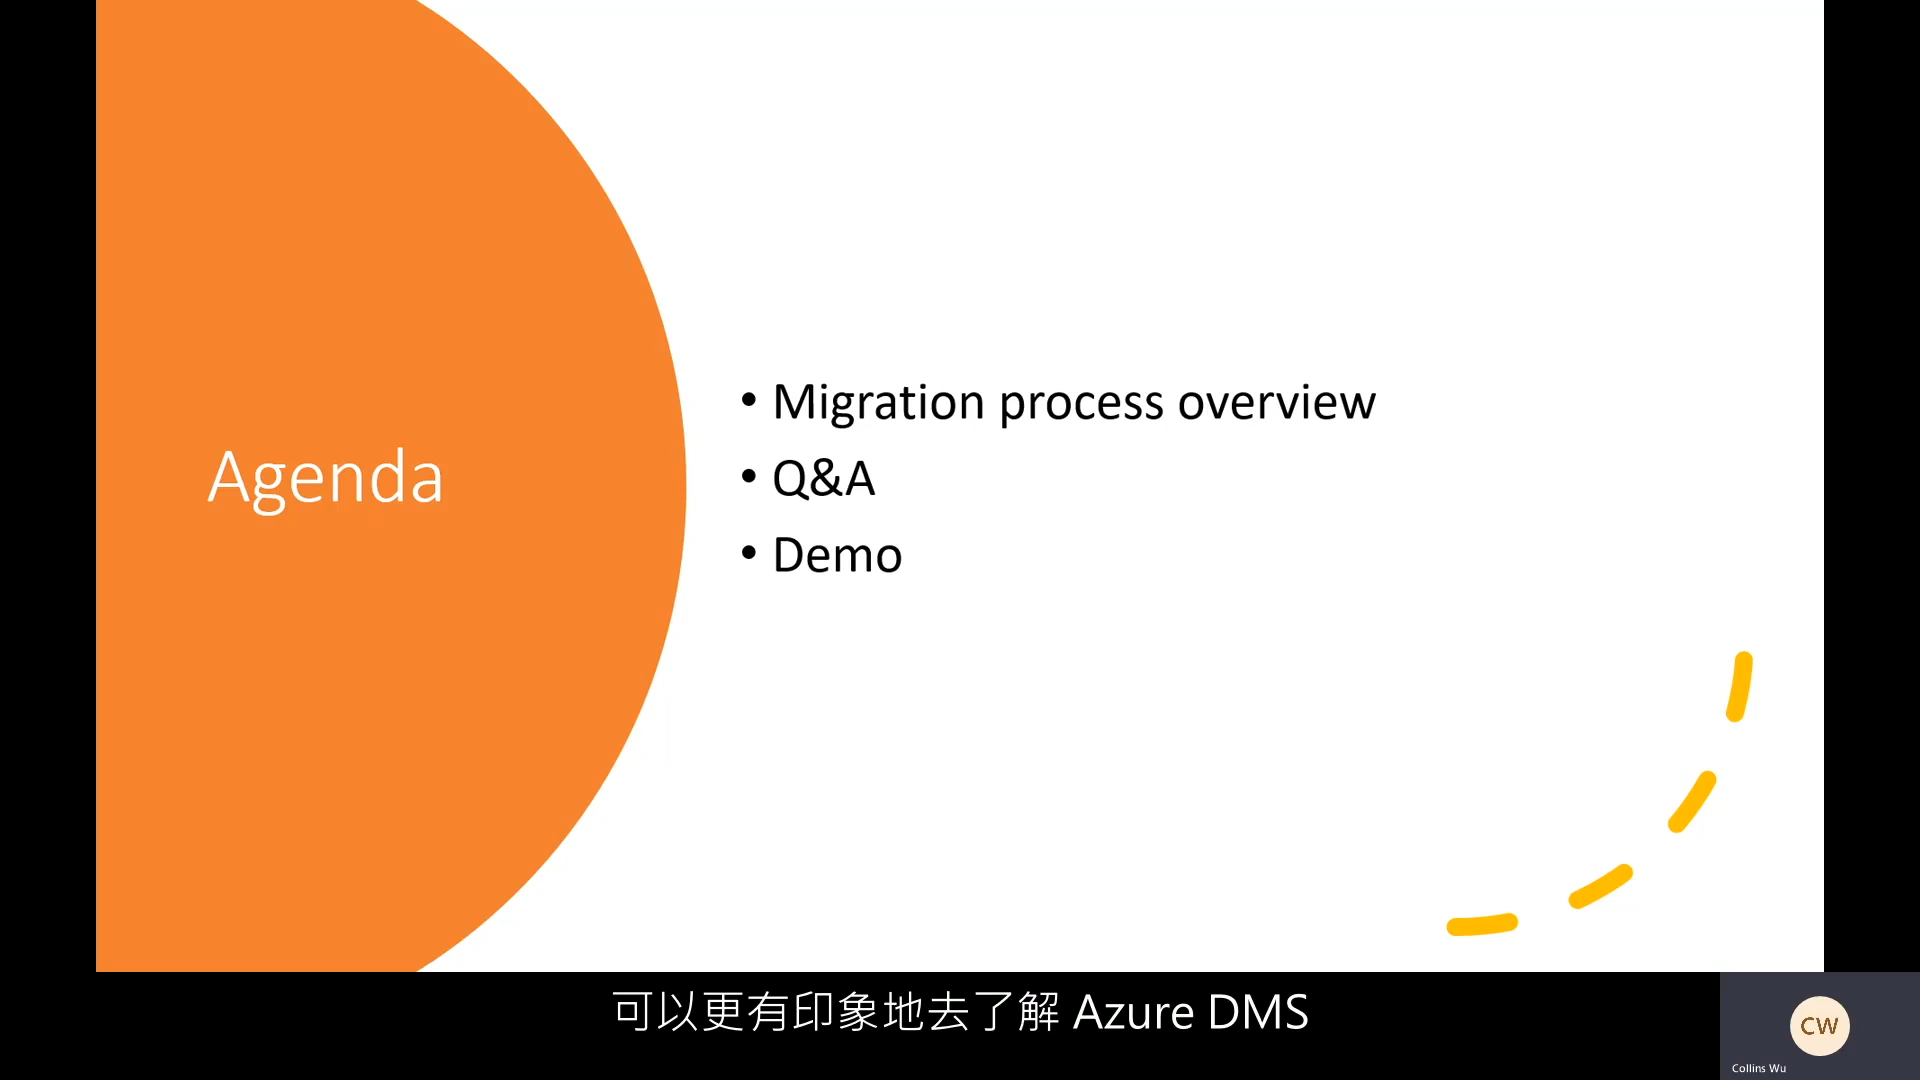 Agenda
• Migration process overview
• Q&A
• Demo
可以更有印象地去了解 Azure DMS
CW
Collins Wu